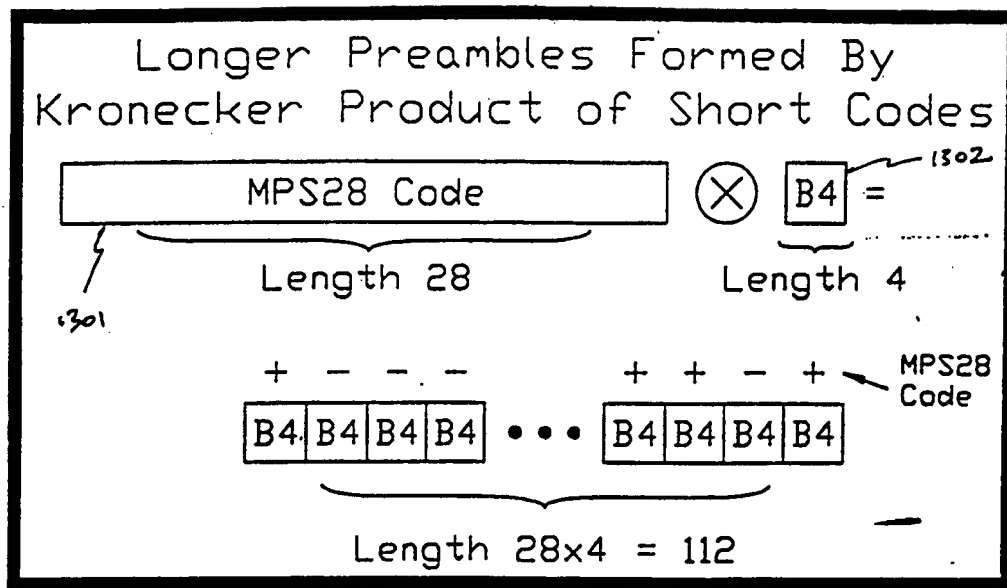 Longer Preambles Formed By
Kronecker Product of Short Codes
MPS28 Code ⊗ B4 =
1302
Length 28 Length 4
1301
+ - - - + + - + MPS28
Code
B4 B4 B4 B4 ••• B4 B4 B4 B4
Length 28x4 = 112